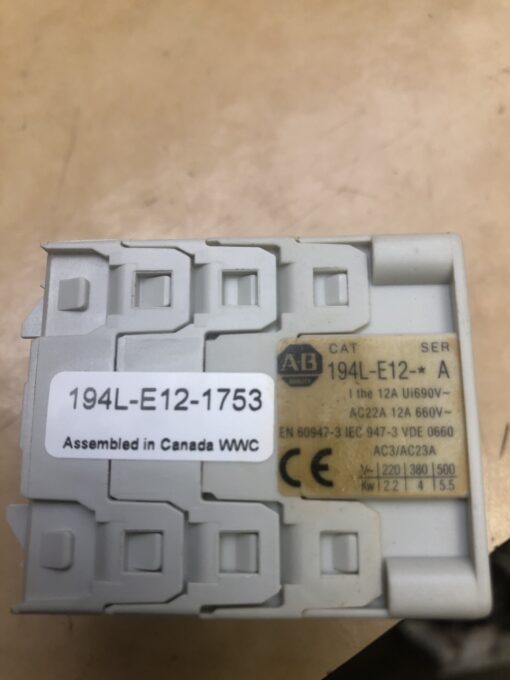 194L-E12-1753
Assembled in Canada WWC
A-B
QUALITY
CAT SER
194L-E12-* A
I the 12A Ui690V~
AC22A 12A 660V~
EN 60947-3 IEC 947-3 VDE 0660
AC3/AC23A
CE
V~ 220 380 500
Kw 2.2 4 5.5